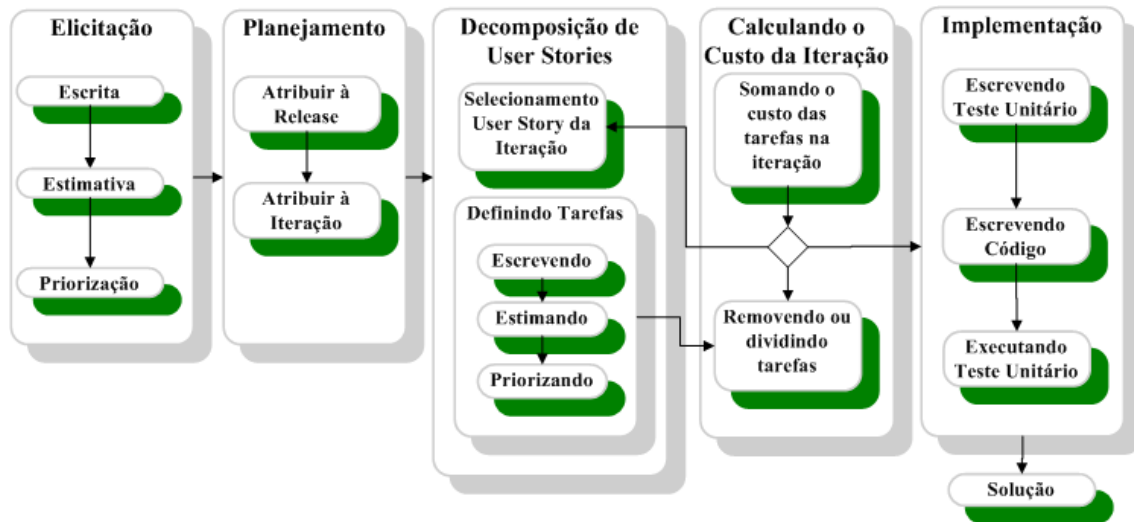 Elicitação
Escrita
Estimativa
Priorização
Planejamento
Atribuir à
Release
Atribuir à
Iteração
Decomposição de
User Stories
Selecionamento
User Story da
Iteração
Definindo Tarefas
Escrevendo
Estimando
Priorizando
Calculando o
Custo da Iteração
Somando o
custo das
tarefas na
iteração
Removendo ou
dividindo
tarefas
Implementação
Escrevendo
Teste Unitário
Escrevendo
Código
Executando
Teste Unitário
Solução